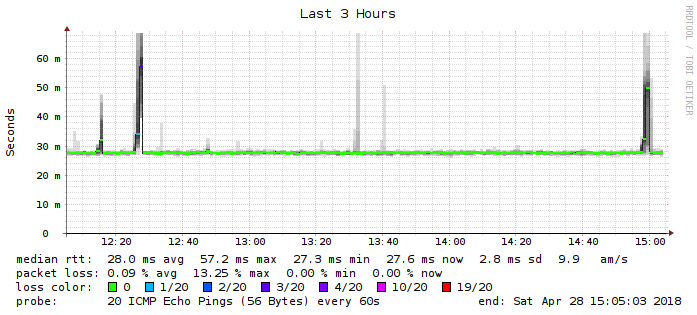 Last 3 Hours
RRDTOOL / TOBI OETIKER
Seconds
60 m
50 m
40 m
30 m
20 m
10 m
0
12:20 12:40 13:00 13:20 13:40 14:00 14:20 14:40 15:00
median rtt: 28.0 ms avg 57.2 ms max 27.3 ms min 27.6 ms now 2.8 ms sd 9.9 am/s
packet loss: 0.09 % avg 13.25 % max 0.00 % min 0.00 % now
loss color: 0 1/20 2/20 3/20 4/20 10/20 19/20
probe: 20 ICMP Echo Pings (56 Bytes) every 60s end: Sat Apr 28 15:05:03 2018